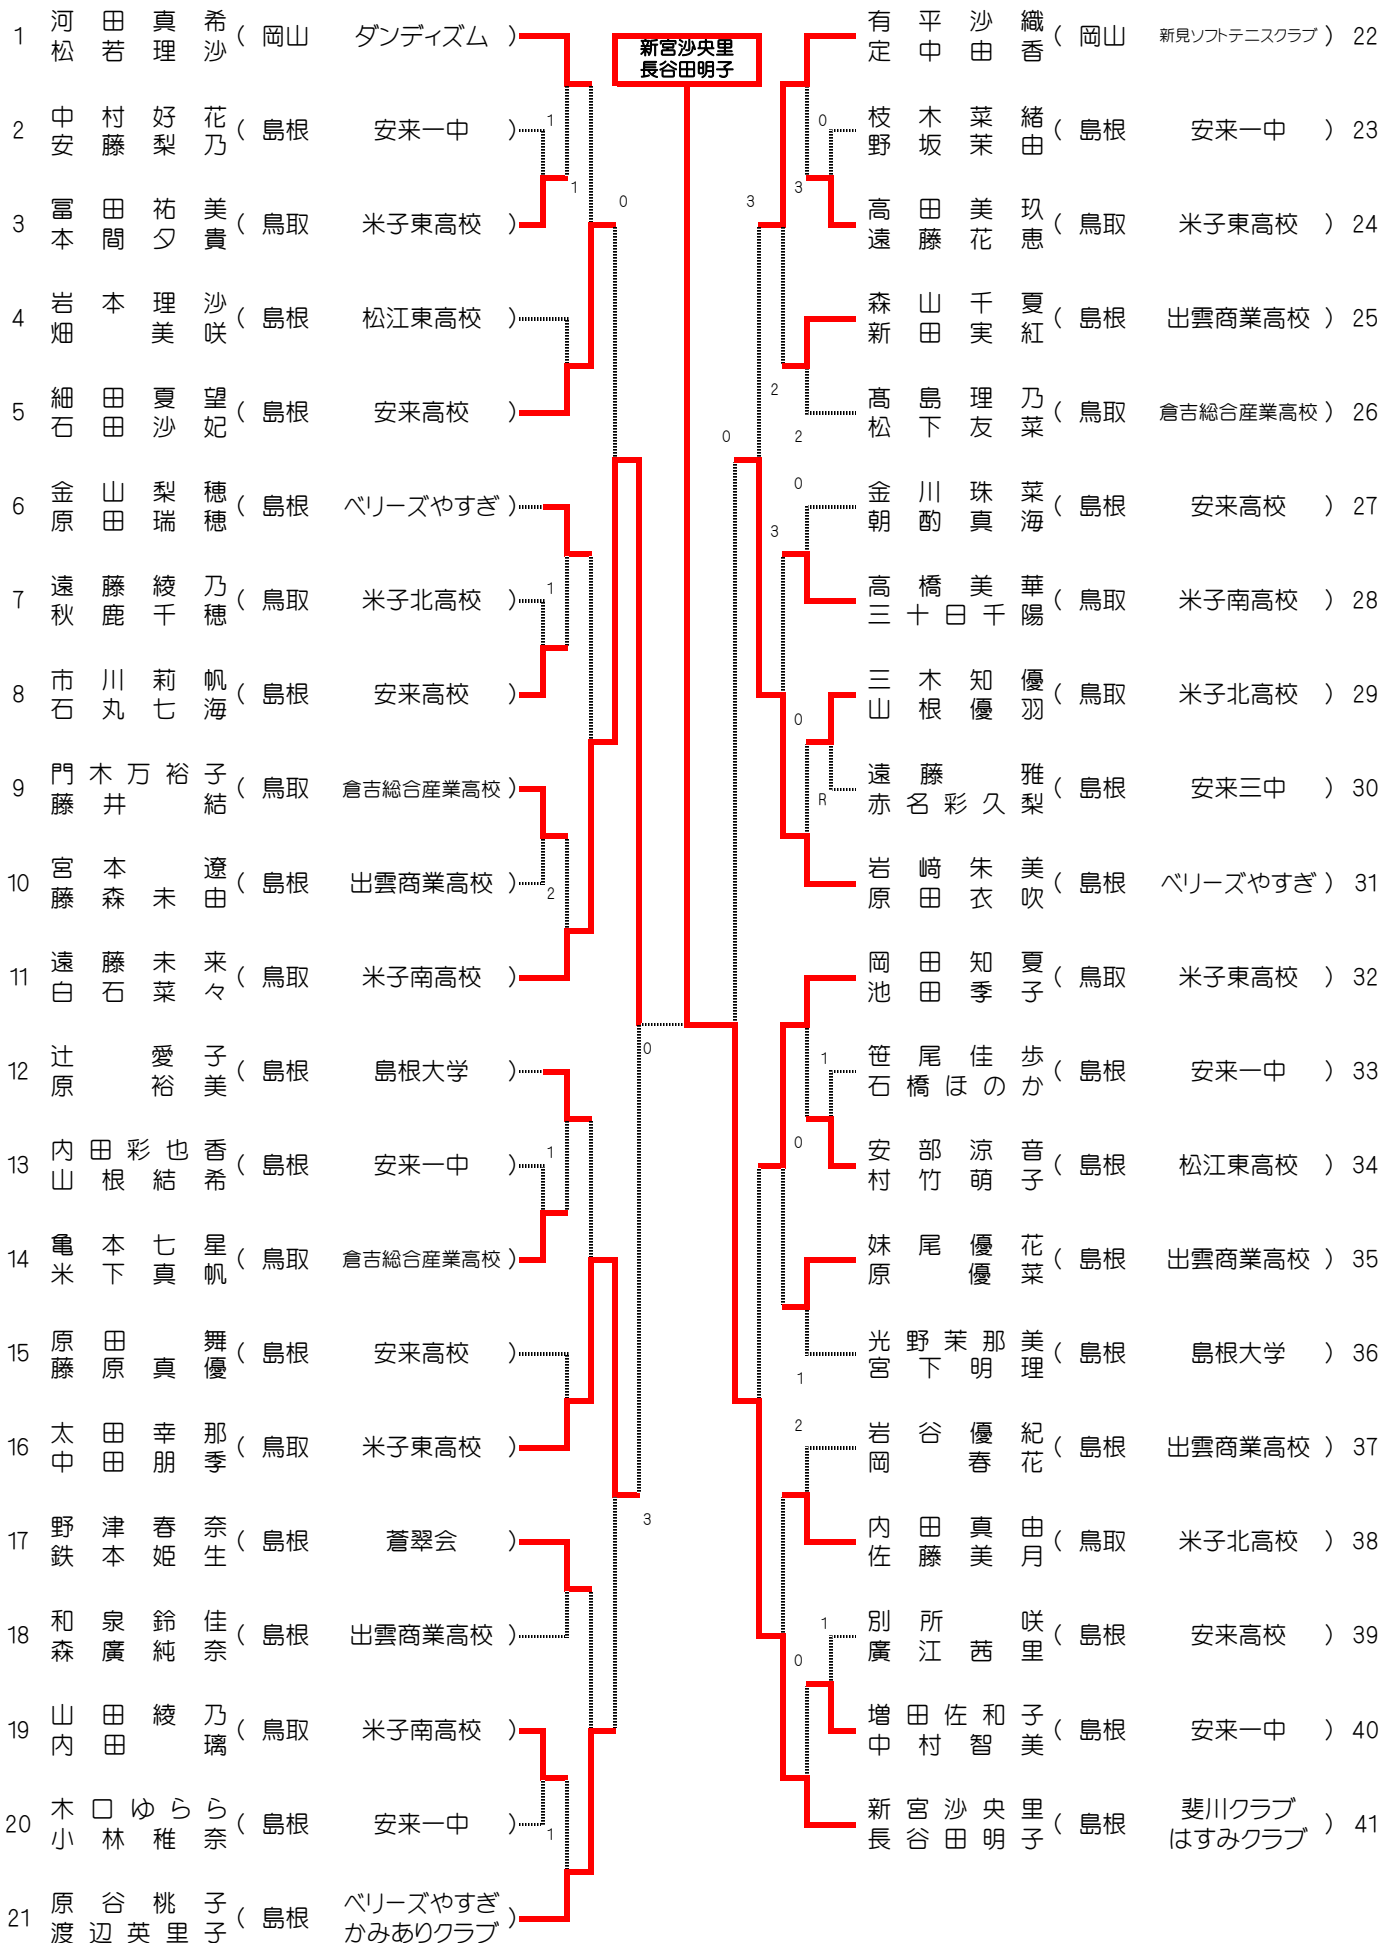 新宮沙央里
長谷田明子
1 河田真希 松若理沙 ( 岡山 ダンディズム )
2 中村好花 安藤梨乃 ( 島根 安来一中 )
3 冨田祐美 本間夕貴 ( 鳥取 米子東高校 )
4 岩本理沙 畑美咲 ( 島根 松江東高校 )
5 細田夏望 石田沙妃 ( 島根 安来高校 )
6 金山梨穂 原田瑞穂 ( 島根 ベリーズやすぎ )
7 遠藤綾乃 秋鹿千穂 ( 鳥取 米子北高校 )
8 市川莉帆 石丸七海 ( 島根 安来高校 )
9 門木万裕子 藤井結 ( 鳥取 倉吉総合産業高校 )
10 宮本遼 藤森未由 ( 島根 出雲商業高校 )
11 遠藤未来 白石菜々 ( 鳥取 米子南高校 )
12 辻愛子 原裕美 ( 島根 島根大学 )
13 内田彩也香 山根結希 ( 島根 安来一中 )
14 亀本七星 米下真帆 ( 鳥取 倉吉総合産業高校 )
15 原田舞 藤原真優 ( 島根 安来高校 )
16 太田幸那 中田朋季 ( 鳥取 米子東高校 )
17 野津春奈 鉄本姫生 ( 島根 蒼翠会 )
18 和泉鈴佳 森廣純奈 ( 島根 出雲商業高校 )
19 山田綾乃 内田璃 ( 鳥取 米子南高校 )
20 木口ゆらら 小林稚奈 ( 島根 安来一中 )
21 原谷桃子 渡辺英里子 ( 島根 ベリーズやすぎ かみありクラブ )
1
1
0
1
2
0
1
3
1
有平沙織 定中由香 ( 岡山 新見ソフトテニスクラブ ) 22
枝木菜緒 野坂茉由 ( 島根 安来一中 ) 23
高田美玖 遠藤花恵 ( 鳥取 米子東高校 ) 24
森山千夏 新田実紅 ( 島根 出雲商業高校 ) 25
髙島理乃 松下友菜 ( 鳥取 倉吉総合産業高校 ) 26
金川珠菜 朝酌真海 ( 島根 安来高校 ) 27
高橋美華 三十日千陽 ( 鳥取 米子南高校 ) 28
三木知優 山根優羽 ( 鳥取 米子北高校 ) 29
遠藤雅 赤名彩久梨 ( 島根 安来三中 ) 30
岩﨑朱美 原田衣吹 ( 島根 ベリーズやすぎ ) 31
岡田知夏 池田季子 ( 鳥取 米子東高校 ) 32
笹尾佳歩 石橋ほのか ( 島根 安来一中 ) 33
安部涼音 村竹萌子 ( 島根 松江東高校 ) 34
妹尾優花 原優菜 ( 島根 出雲商業高校 ) 35
光野茉那美 宮下明理 ( 島根 島根大学 ) 36
岩谷優紀 岡春花 ( 島根 出雲商業高校 ) 37
内田真由 佐藤美月 ( 鳥取 米子北高校 ) 38
別所咲 廣江茜里 ( 島根 安来高校 ) 39
増田佐和子 中村智美 ( 島根 安来一中 ) 40
新宮沙央里 長谷田明子 ( 島根 斐川クラブ はすみクラブ ) 41
0
3
3
2
0
2
0
3
0
R
1
0
1
2
1
0